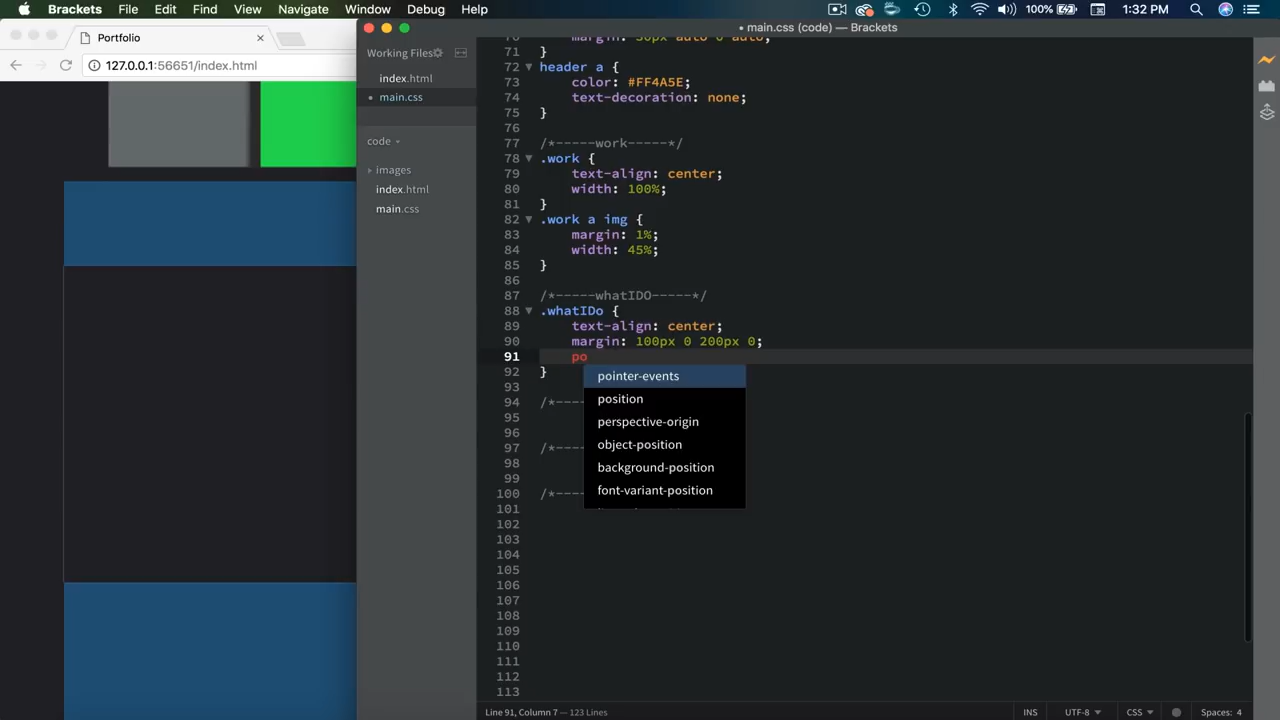 Brackets File Edit Find View Navigate Window Debug Help 100% 1:32 PM
Portfolio
main.css (code) — Brackets
127.0.0.1:56651/index.html
Working Files
index.html
main.css
code
images
index.html
main.css
70 margin: 50px auto 0 auto;
71 }
72 header a {
73 color: #FF4A5E;
74 text-decoration: none;
75 }
76
77 /*-----work-----*/
78 .work {
79 text-align: center;
80 width: 100%;
81 }
82 .work a img {
83 margin: 1%;
84 width: 45%;
85 }
86
87 /*-----whatIDO-----*/
88 .whatIDo {
89 text-align: center;
90 margin: 100px 0 200px 0;
91 po
92 }
93
94 /*----
95
96
97 /*----
98
99
100 /*----
101
102
103
104
105
106
107
108
109
110
111
112
113
pointer-events
position
perspective-origin
object-position
background-position
font-variant-position
Line 91, Column 7 — 123 Lines INS UTF-8 CSS Spaces: 4